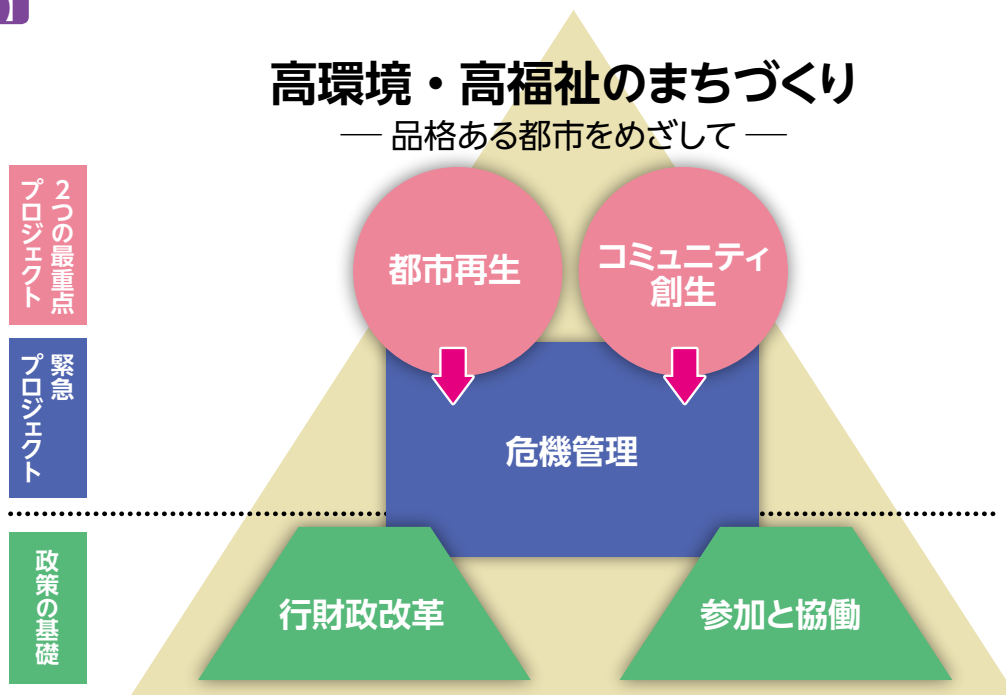 】
高環境・高福祉のまちづくり
― 品格ある都市をめざして ―
2つの最重点
プロジェクト
都市再生
コミュニティ
創生
緊急
プロジェクト
危機管理
政策の基礎
行財政改革
参加と協働